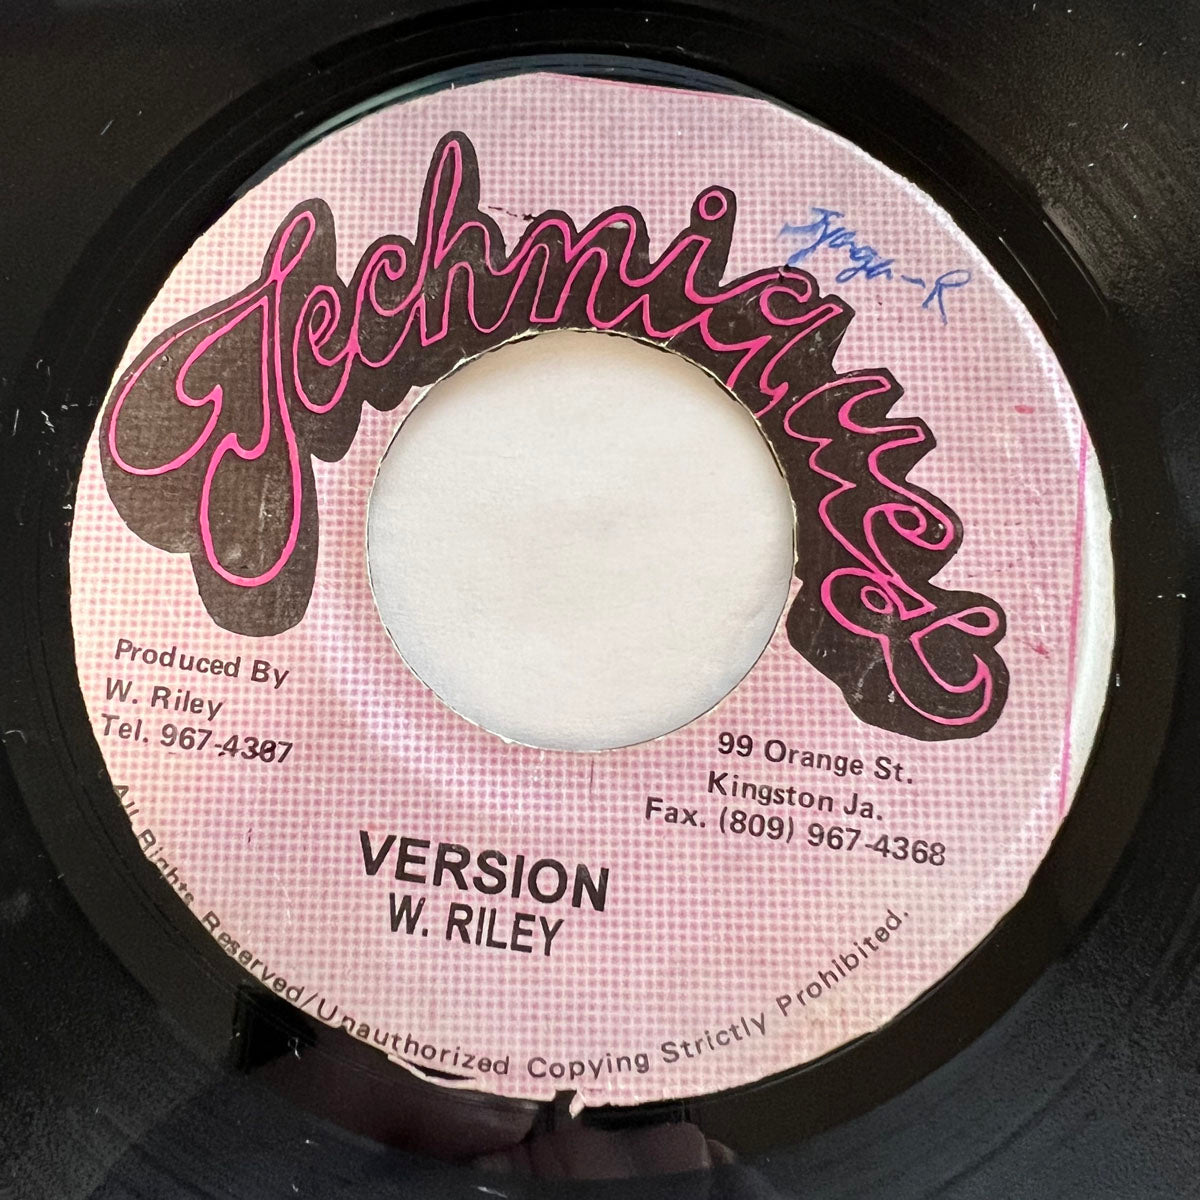 Techniques
Produced By
W. Riley
Tel. 967-4367
99 Orange St.
Kingston Ja.
Fax. (809) 967-4368
VERSION
W. RILEY
All Rights Reserved/Unauthorized Copying Strictly Prohibited.